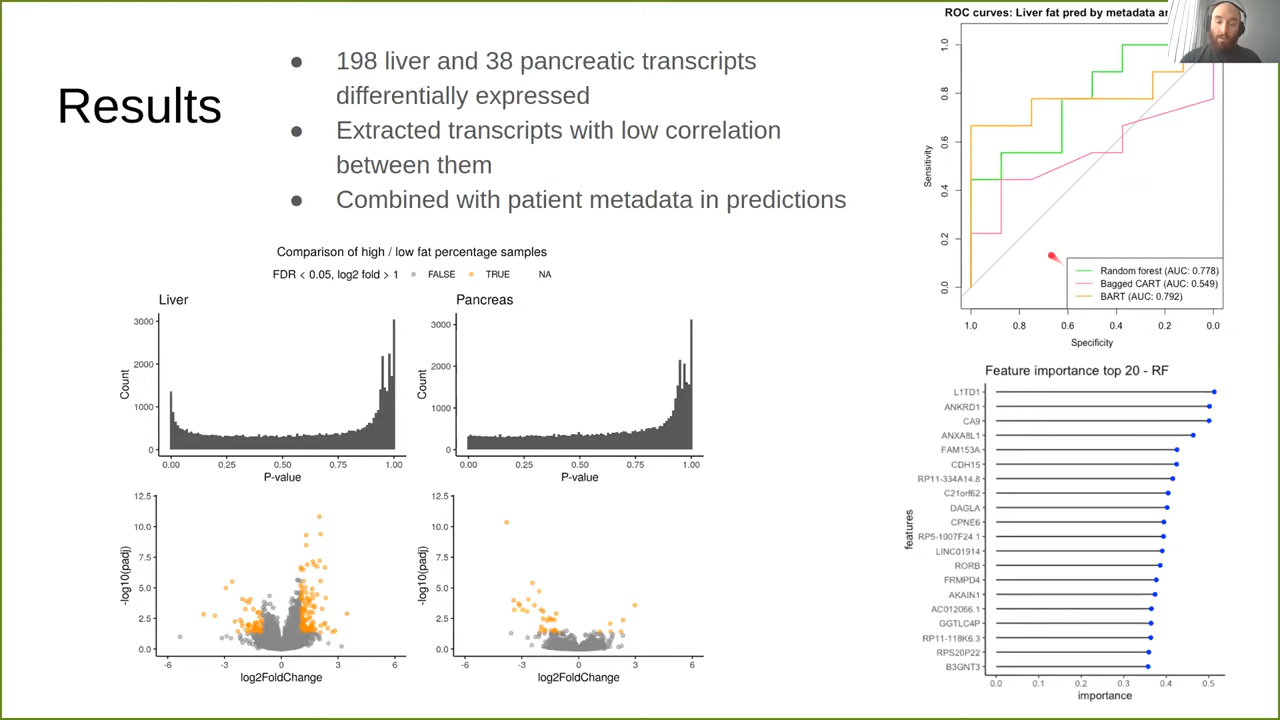 Results
● 198 liver and 38 pancreatic transcripts
differentially expressed
● Extracted transcripts with low correlation
between them
● Combined with patient metadata in predictions
Comparison of high / low fat percentage samples
FDR < 0.05, log2 fold > 1 FALSE TRUE NA
Liver
3000
2000
1000
0
Count
0.00 0.25 0.50 0.75 1.00
P-value
Pancreas
3000
2000
1000
0
Count
0.00 0.25 0.50 0.75 1.00
P-value
12.5
10.0
7.5
5.0
2.5
0.0
-log10(padj)
-6 -3 0 3 6
log2FoldChange
12.5
10.0
7.5
5.0
2.5
0.0
-log10(padj)
-6 -3 0 3 6
log2FoldChange
ROC curves: Liver fat pred by metadata
1.0
0.8
0.6
0.4
0.2
0.0
Sensitivity
Random forest (AUC: 0.778)
Bagged CART (AUC: 0.549)
BART (AUC: 0.792)
1.0 0.8 0.6 0.4 0.2 0.0
Specificity
Feature importance top 20 - RF
L1TD1
ANKRD1
CA9
ANXA8L1
FAM153A
CDH15
RP11-334A14.8
C21orf62
DAGLA
CPNE6
RP5-1007F24.1
LINC01914
RORB
FRMPD4
AKAIN1
AC012066.1
GGTLC4P
RP11-118K6.3
RPS20P22
B3GNT3
features
0.0 0.1 0.2 0.3 0.4 0.5
importance